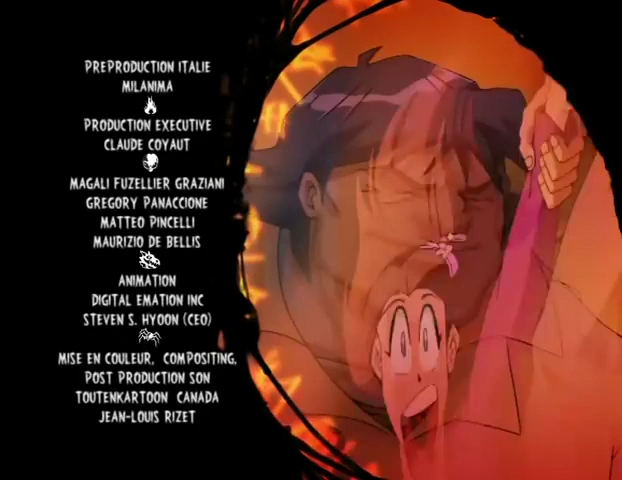 PREPRODUCTION ITALIE
MILANIMA
PRODUCTION EXECUTIVE
CLAUDE COYAUT
MAGALI FUZELLIER GRAZIANI
GREGORY PANACCIONE
MATTEO PINCELLI
MAURIZIO DE BELLIS
ANIMATION
DIGITAL EMATION INC
STEVEN S. HYOON (CEO)
MISE EN COULEUR, COMPOSITING,
POST PRODUCTION SON
TOUTENKARTOON CANADA
JEAN-LOUIS RIZET